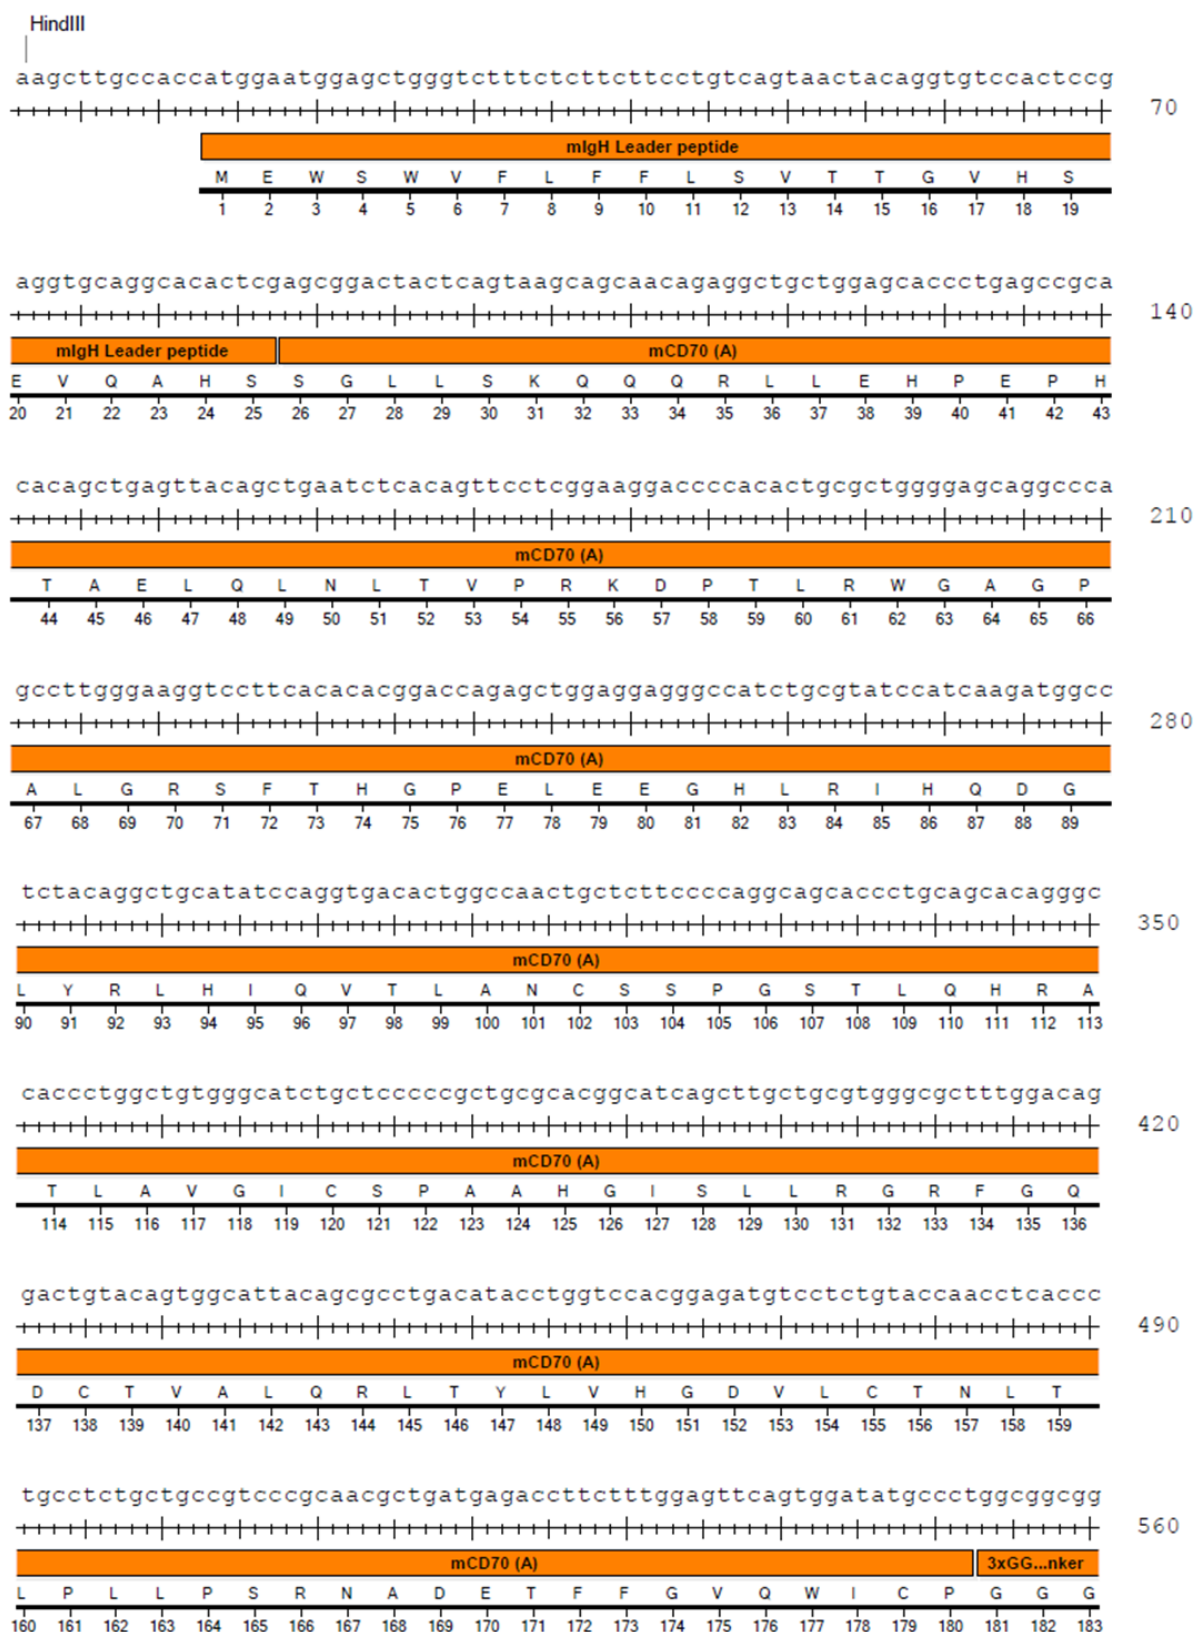 HindIII
aagcttgccaccatggaatggagctgggtctttctcttcttcctgtcagtaactacaggtgtccactccg
70
mIgH Leader peptide
M E W S W V F L F F L S V T T G V H S
1 2 3 4 5 6 7 8 9 10 11 12 13 14 15 16 17 18 19
aggtgcaggcacactcgagcggactactcagtaagcagcaacagaggctgctggagcaccctgagccgca
140
mIgH Leader peptide mCD70 (A)
E V Q A H S S G L L S K Q Q Q R L L E H P E P H
20 21 22 23 24 25 26 27 28 29 30 31 32 33 34 35 36 37 38 39 40 41 42 43
cacagctgagttacagctgaatctcacagttcctcggaaggaccccacactgcgctggggagcaggccca
210
mCD70 (A)
T A E L Q L N L T V P R K D P T L R W G A G P
44 45 46 47 48 49 50 51 52 53 54 55 56 57 58 59 60 61 62 63 64 65 66
gccttgggaaggtccttcacacacggaccagagctggaggagggccatctgcgtatccatcaagatggcc
280
mCD70 (A)
A L G R S F T H G P E L E E G H L R I H Q D G
67 68 69 70 71 72 73 74 75 76 77 78 79 80 81 82 83 84 85 86 87 88 89
tctacaggctgcatatccaggtgacactggccaactgctcttccccaggcagcaccctgcagcacagggc
350
mCD70 (A)
L Y R L H I Q V T L A N C S S P G S T L Q H R A
90 91 92 93 94 95 96 97 98 99 100 101 102 103 104 105 106 107 108 109 110 111 112 113
caccctggctgtgggcatctgctcccccgctgcgcacggcatcagcttgctgcgtgggcgctttggacag
420
mCD70 (A)
T L A V G I C S P A A H G I S L L R G R F G Q
114 115 116 117 118 119 120 121 122 123 124 125 126 127 128 129 130 131 132 133 134 135 136
gactgtacagtggcattacagcgcctgacatacctggtccacggagatgtcctctgtaccaacctcaccc
490
mCD70 (A)
D C T V A L Q R L T Y L V H G D V L C T N L T
137 138 139 140 141 142 143 144 145 146 147 148 149 150 151 152 153 154 155 156 157 158 159
tgcctctgctgccgtcccgcaacgctgatgagaccttctttggagttcagtggatatgccctggcggcgg
560
mCD70 (A) 3xGG...nker
L P L L P S R N A D E T F F G V Q W I C P G G G
160 161 162 163 164 165 166 167 168 169 170 171 172 173 174 175 176 177 178 179 180 181 182 183